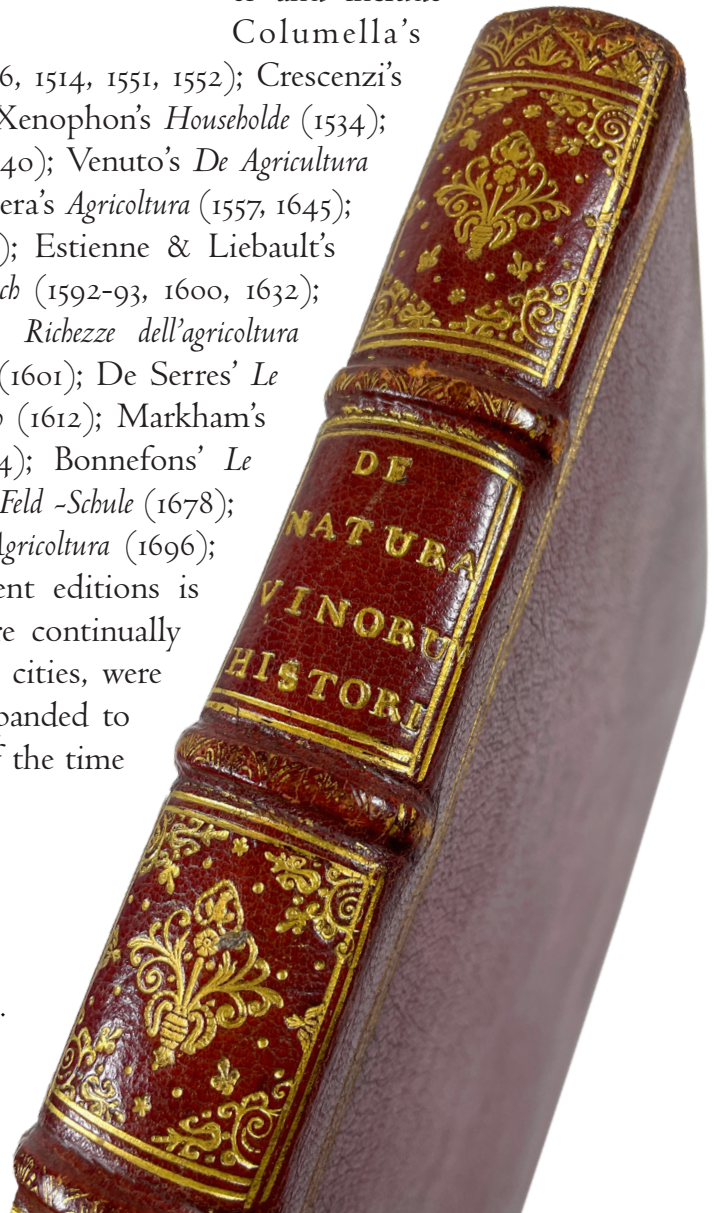 Columella's
6, 1514, 1551, 1552); Crescenzi's
Xenophon's Householde (1534);
40); Venuto's De Agricultura
era's Agricoltura (1557, 1645);
); Estienne & Liebault's
ch (1592-93, 1600, 1632);
Richezze dell'agricoltura
(1601); De Serres' Le
(1612); Markham's
4); Bonnefons' Le
Feld -Schule (1678);
gricoltura (1696);
ent editions is
re continually
cities, were
panded to
f the time
.
DE
NATURA
VINORU
HISTORI